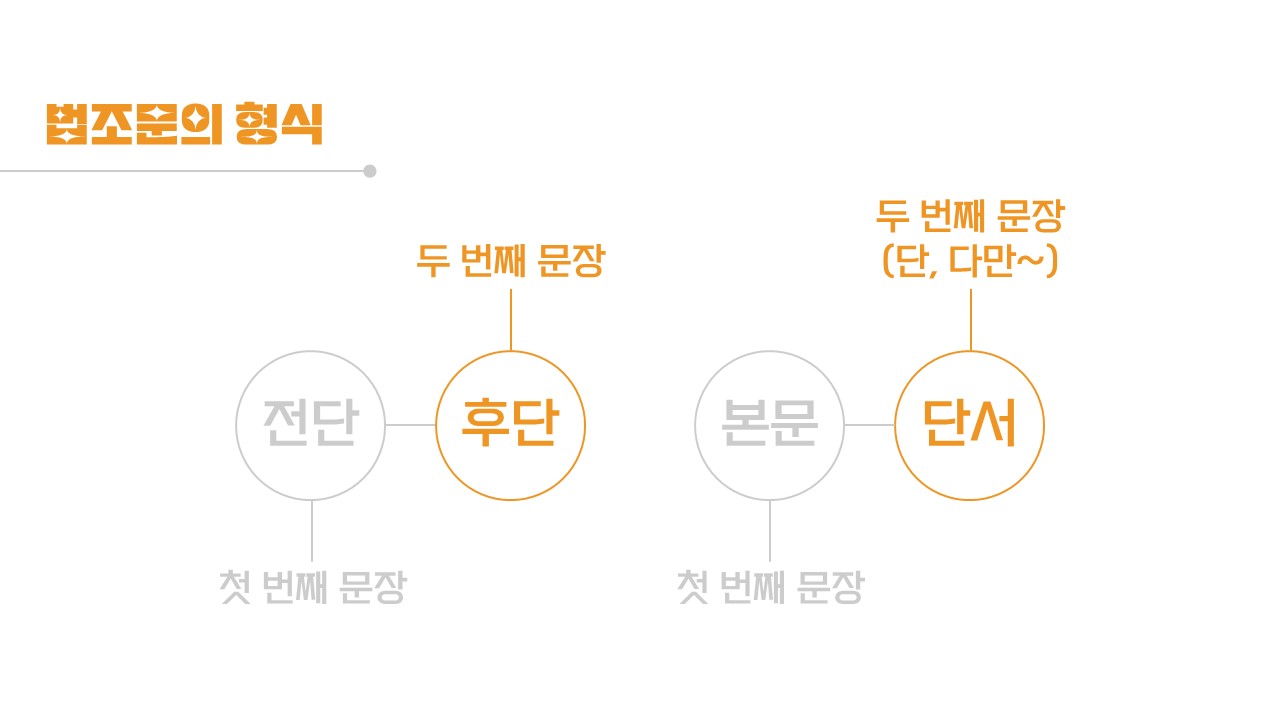 법조문의 형식
두 번째 문장
두 번째 문장
(단, 다만~)
전단
후단
본문
단서
첫 번째 문장
첫 번째 문장